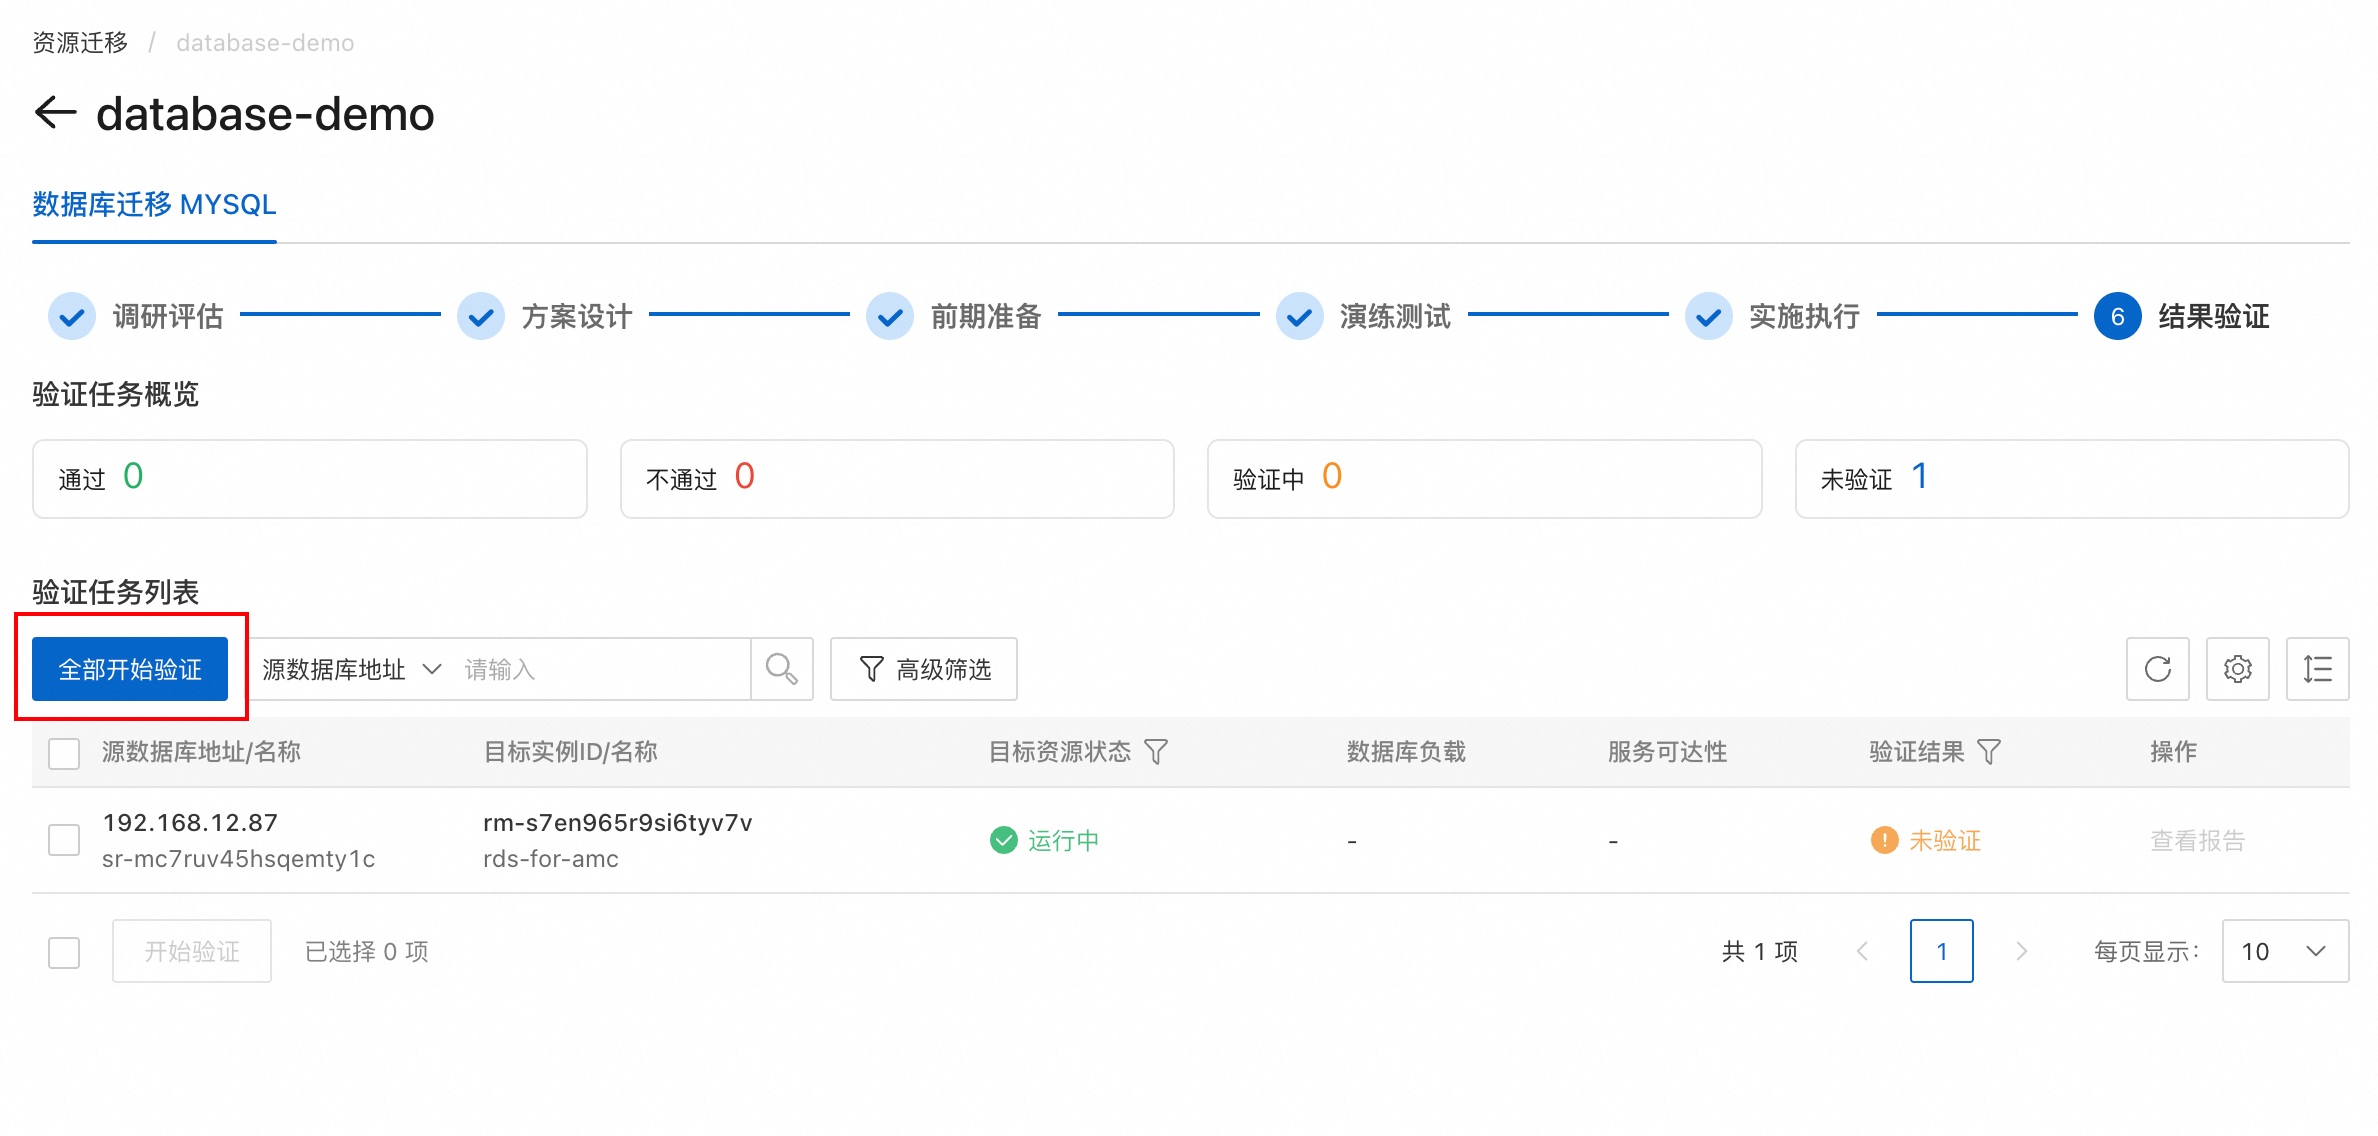 资源迁移 / database-demo
database-demo
数据库迁移 MYSQL
调研评估 方案设计 前期准备 演练测试 实施执行 6 结果验证
验证任务概览
通过 0 不通过 0 验证中 0 未验证 1
验证任务列表
全部开始验证 源数据库地址 请输入 高级筛选
源数据库地址/名称 目标实例ID/名称 目标资源状态 数据库负载 服务可达性 验证结果 操作
192.168.12.87 rm-s7en965r9si6tyv7v
sr-mc7ruv45hsqemty1c rds-for-amc
运行中 - - 未验证 查看报告
开始验证 已选择 0 项 共 1 项 1 每页显示: 10